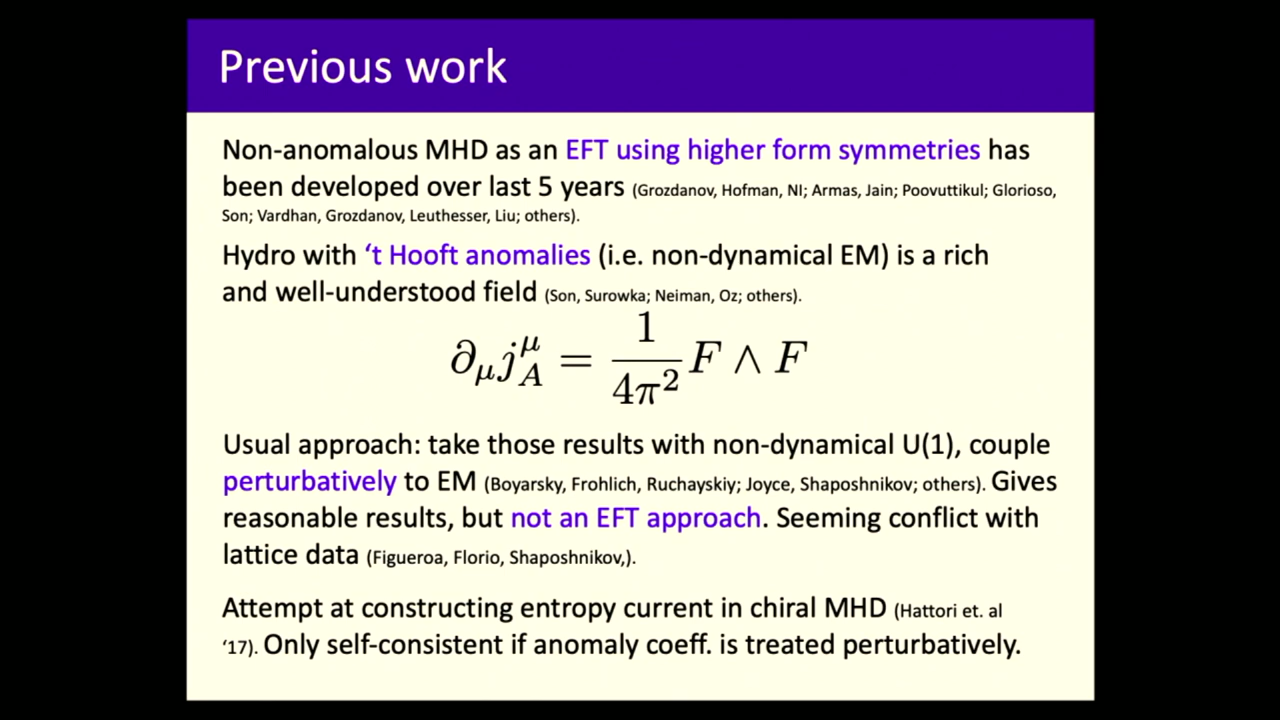 Previous work
Non-anomalous MHD as an EFT using higher form symmetries has
been developed over last 5 years (Grozdanov, Hofman, NI; Armas, Jain; Poovuttikul; Glorioso,
Son; Vardhan, Grozdanov, Leuthesser, Liu; others).
Hydro with ‘t Hooft anomalies (i.e. non-dynamical EM) is a rich
and well-understood field (Son, Surowka; Neiman, Oz; others).
∂_μ j_A^μ = \frac{1}{4π^2} F ∧ F
Usual approach: take those results with non-dynamical U(1), couple
perturbatively to EM (Boyarsky, Frohlich, Ruchayskiy; Joyce, Shaposhnikov; others). Gives
reasonable results, but not an EFT approach. Seeming conflict with
lattice data (Figueroa, Florio, Shaposhnikov,).
Attempt at constructing entropy current in chiral MHD (Hattori et. al
‘17). Only self-consistent if anomaly coeff. is treated perturbatively.